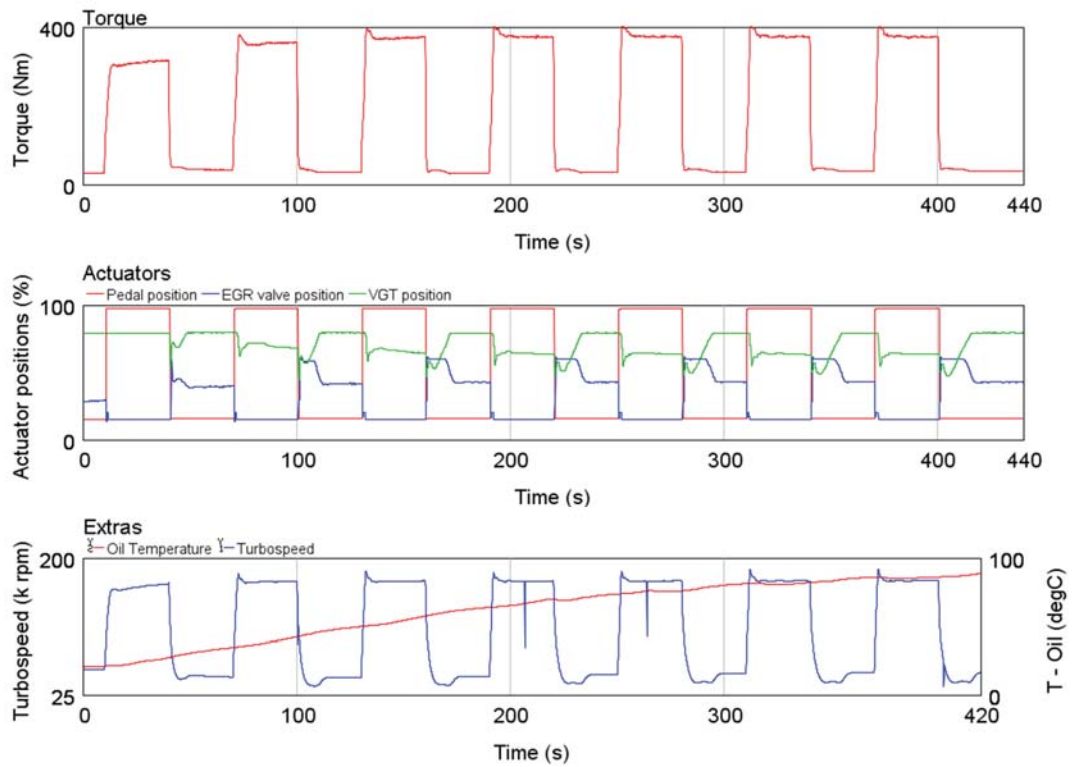 Torque
400
Torque (Nm)
0
0 100 200 300 400 440
Time (s)
Actuators
Pedal position EGR valve position VGT position
100
Actuator positions (%)
0
0 100 200 300 400 440
Time (s)
Extras
Y Oil Temperature Y Turbospeed
200 100
Turbospeed (k rpm)
T - Oil (degC)
25 0
0 100 200 300 420
Time (s)